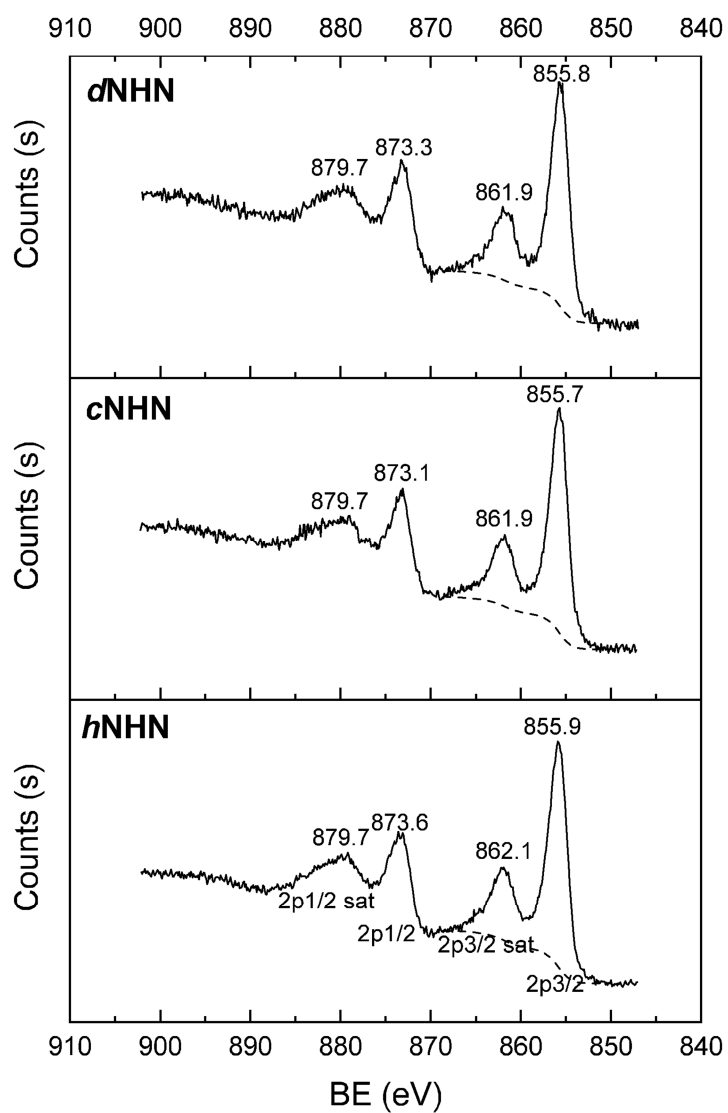 910 900 890 880 870 860 850 840
dNHN
855.8
873.3
879.7
861.9
Counts (s)
cNHN
855.7
873.1
879.7
861.9
Counts (s)
hNHN
855.9
879.7
873.6
862.1
Counts (s)
2p1/2 sat
2p1/2
2p3/2 sat
2p3/2
910 900 890 880 870 860 850 840
BE (eV)